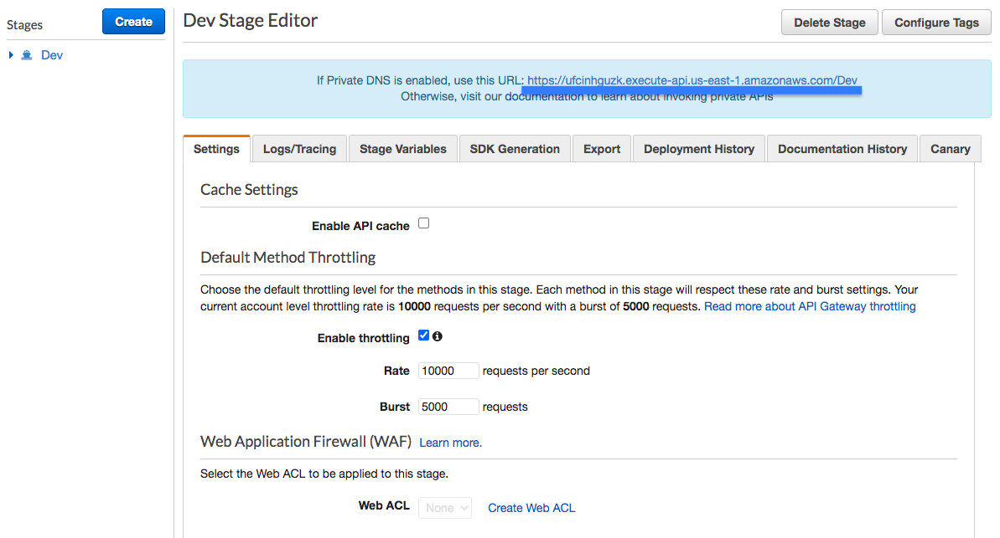 Stages
Create
Dev
Dev Stage Editor
Delete Stage
Configure Tags
If Private DNS is enabled, use this URL: https://ufcinhguzk.execute-api.us-east-1.amazonaws.com/Dev
Otherwise, visit our documentation to learn about invoking private APIs
Settings
Logs/Tracing
Stage Variables
SDK Generation
Export
Deployment History
Documentation History
Canary
Cache Settings
Enable API cache
Default Method Throttling
Choose the default throttling level for the methods in this stage. Each method in this stage will respect these rate and burst settings. Your
current account level throttling rate is 10000 requests per second with a burst of 5000 requests. Read more about API Gateway throttling
Enable throttling
Rate 10000 requests per second
Burst 5000 requests
Web Application Firewall (WAF) Learn more.
Select the Web ACL to be applied to this stage.
Web ACL None Create Web ACL